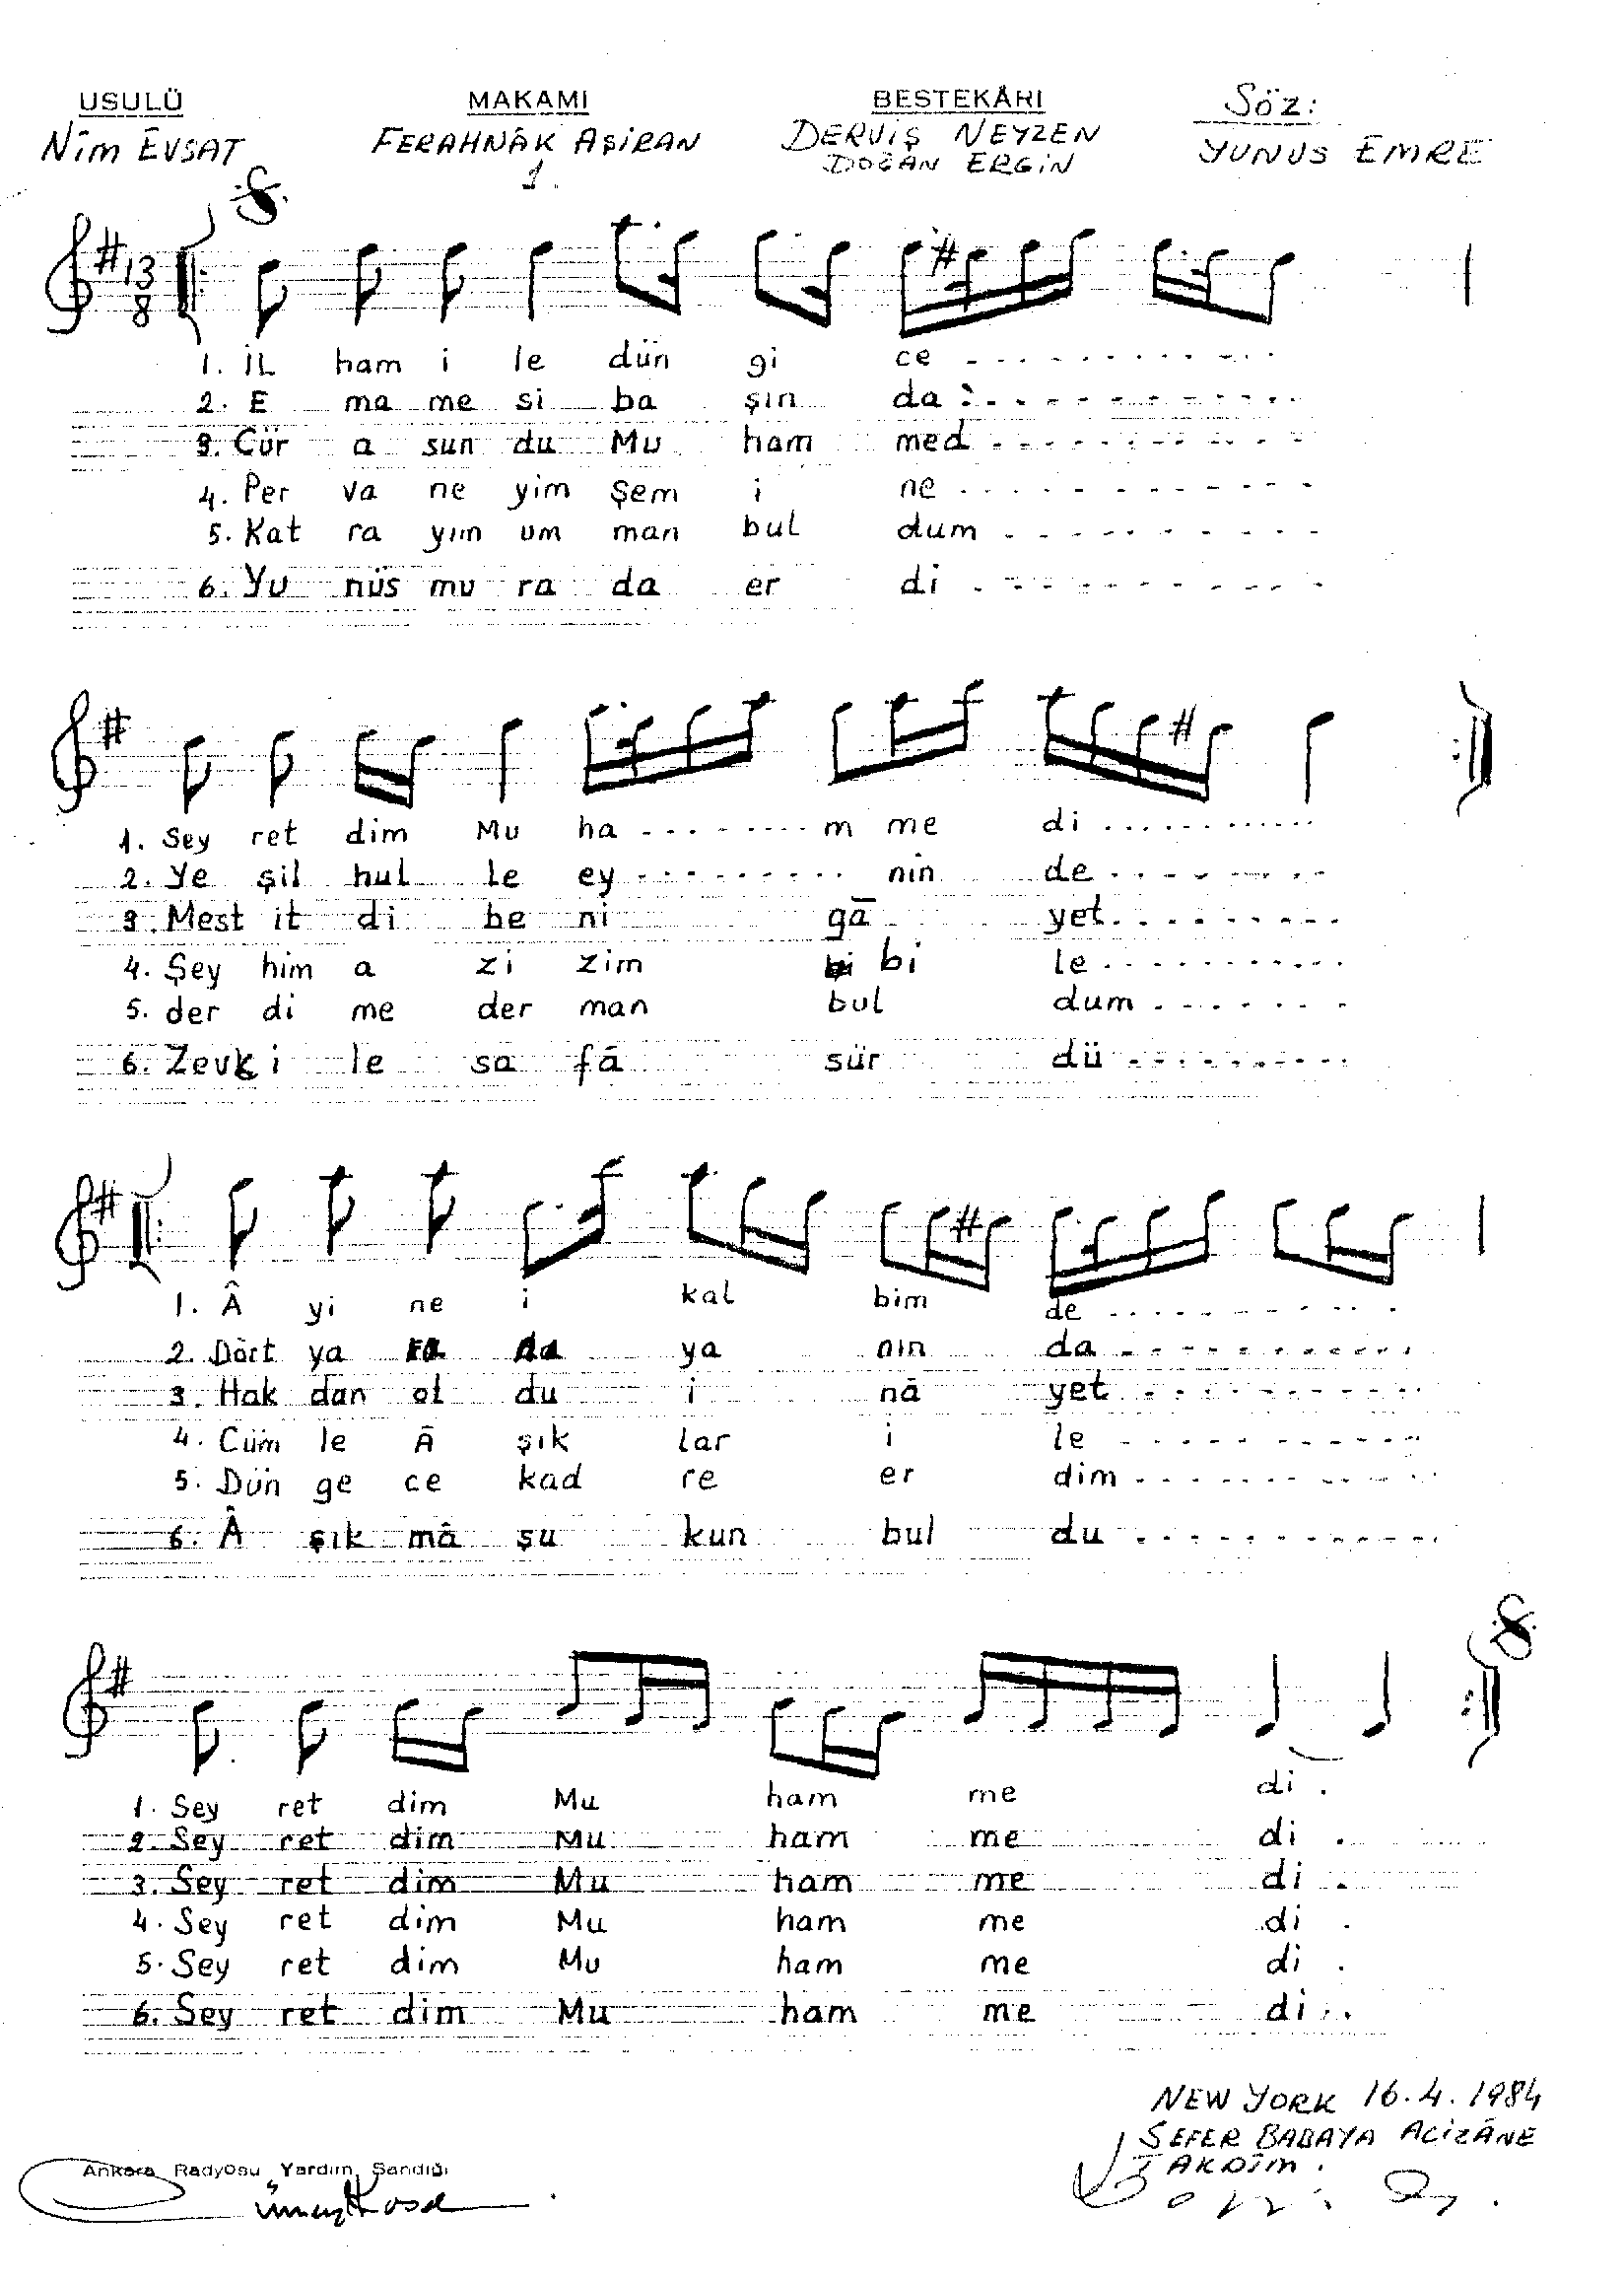 USULÜ MAKAMI BESTEKÂRI Söz:
Nîm EVSAT FERAHNÂK AŞİRAN DERVİŞ NEYZEN YUNUS EMRE
1. DOĞAN ERGİN
13
8
1. İL ham i le dün gi ce - - - - - - - - - -
2. E ma me si ba şın da : - - - - - - - - - -
3. Cür a sun du Mu ham med - - - - - - - - -
4. Per va ne yim Şem i ne - - - - - - - - - -
5. Kat ra yım um man bul dum - - - - - - - - -
6. Yu nüs mu ra da er di - - - - - - - - - -
1. Sey ret dim Mu ha - - - - - - - - m me di . . . . . . . . . . .
2. Ye şil hul le ey - - - - - - - - - nin de - - - - - - -
3. Mest it di be ni gā yet - - - - - - - -
4. Şey him a zi zim bi le - - - - - - - - - -
5. der di me der man bul dum - - - - - - -
6. Zevk i le sa fā sür dü - - - - - - - - -
1. Â yi ne i kal bim de - - - - - - - - - -
2. Dört ya ya nın da - - - - - - - - - -
3. Hak dan ol du i nā yet - - - - - - - - - -
4. Cüm le Ā şık lar i le - - - - - - - - - -
5. Dün ge ce kad re er dim - - - - - - - - - -
6. Â şık mâ şu kun bul du - - - - - - - - - -
1. Sey ret dim Mu ham me di .
2. Sey ret dim Mu ham me di .
3. Sey ret dim Mu ham me di .
4. Sey ret dim Mu ham me di .
5. Sey ret dim Mu ham me di .
6. Sey ret dim Mu ham me di .
NEW YORK 16.4.1984
SEFER BABAYA ACİZÂNE
TAKDÎM.
Ankara Radyosu Yardım Sandığı